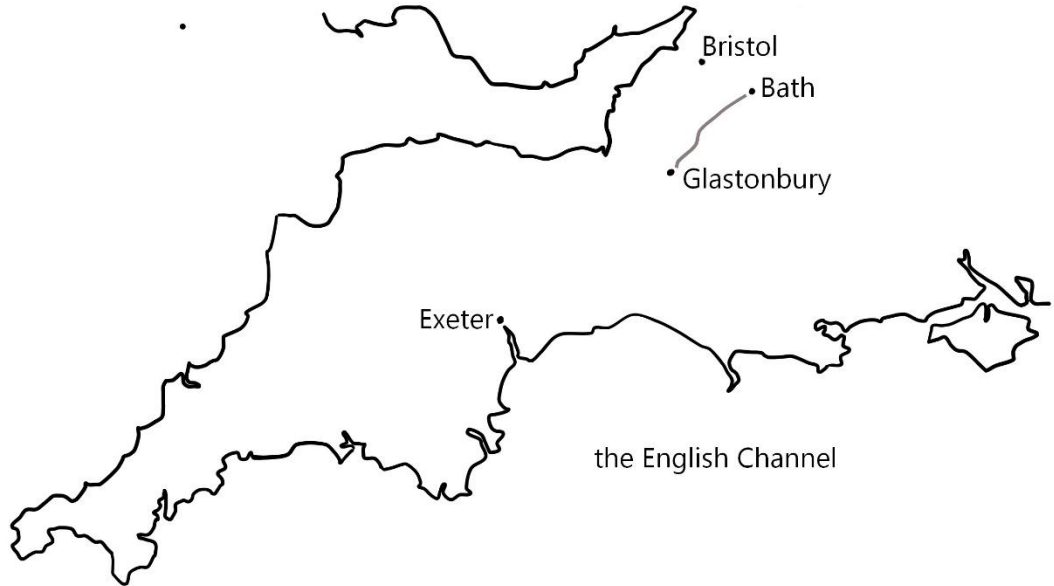 Bristol
Bath
Glastonbury
Exeter
the English Channel